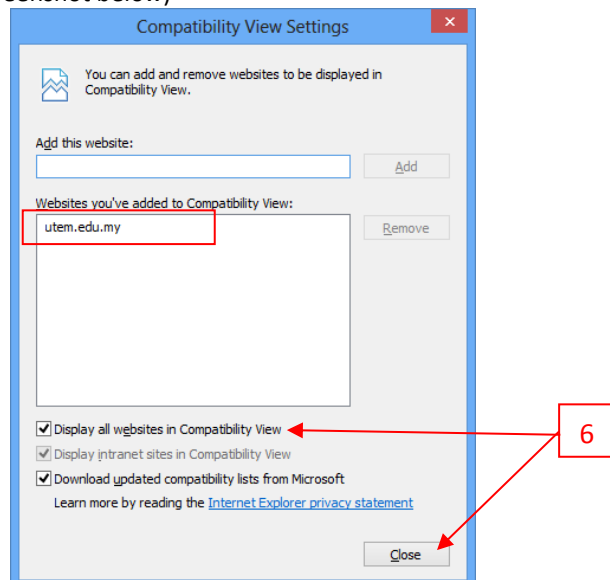 enshot below)
Compatibility View Settings
You can add and remove websites to be displayed in
Compatibility View.
Add this website:
Add
Websites you've added to Compatibility View:
utem.edu.my
Remove
Display all websites in Compatibility View
6
Display intranet sites in Compatibility View
Download updated compatibility lists from Microsoft
Learn more by reading the Internet Explorer privacy statement
Close